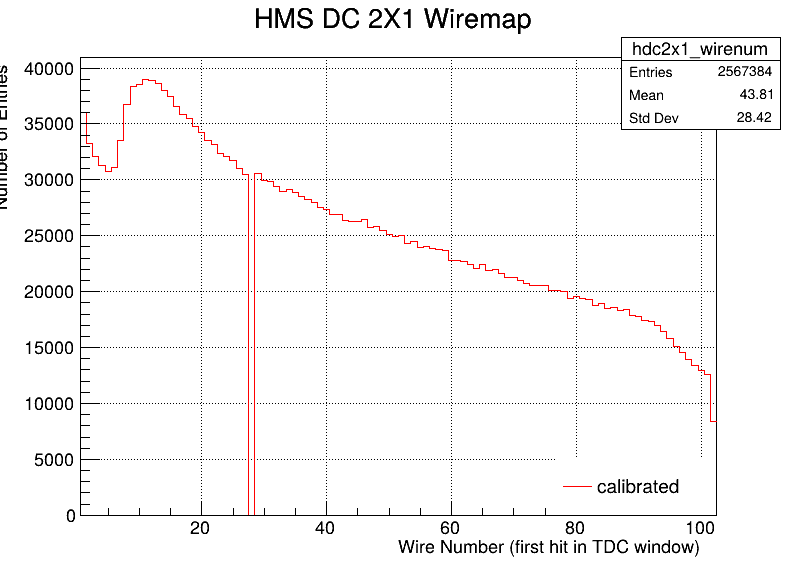 HMS DC 2X1 Wiremap
hdc2x1_wirenum
Entries 2567384
Mean 43.81
Std Dev 28.42
Number of Entries
40000
35000
30000
25000
20000
15000
10000
5000
0
20 40 60 80 100
calibrated
Wire Number (first hit in TDC window)